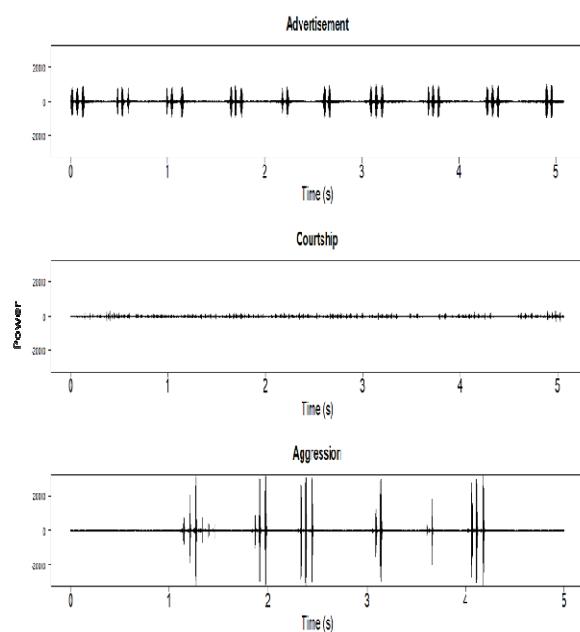 Advertisement
2000
0
-2000
0 1 2 3 4 5
Time (s)
Courtship
2000
0
-2000
0 1 2 3 4 5
Time (s)
Power
Aggression
2000
0
-2000
0 1 2 3 4 5
Time (s)